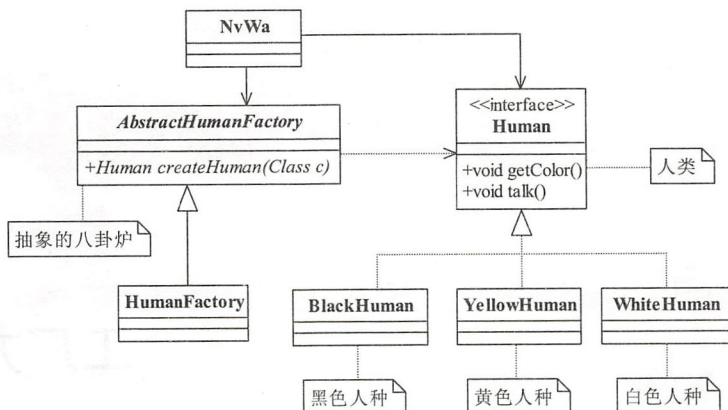 NvWa
AbstractHumanFactory
+Human createHuman(Class c)
<<interface>>
Human
+void getColor()
+void talk()
人类
抽象的八卦炉
HumanFactory
BlackHuman
YellowHuman
WhiteHuman
黑色人种
黄色人种
白色人种